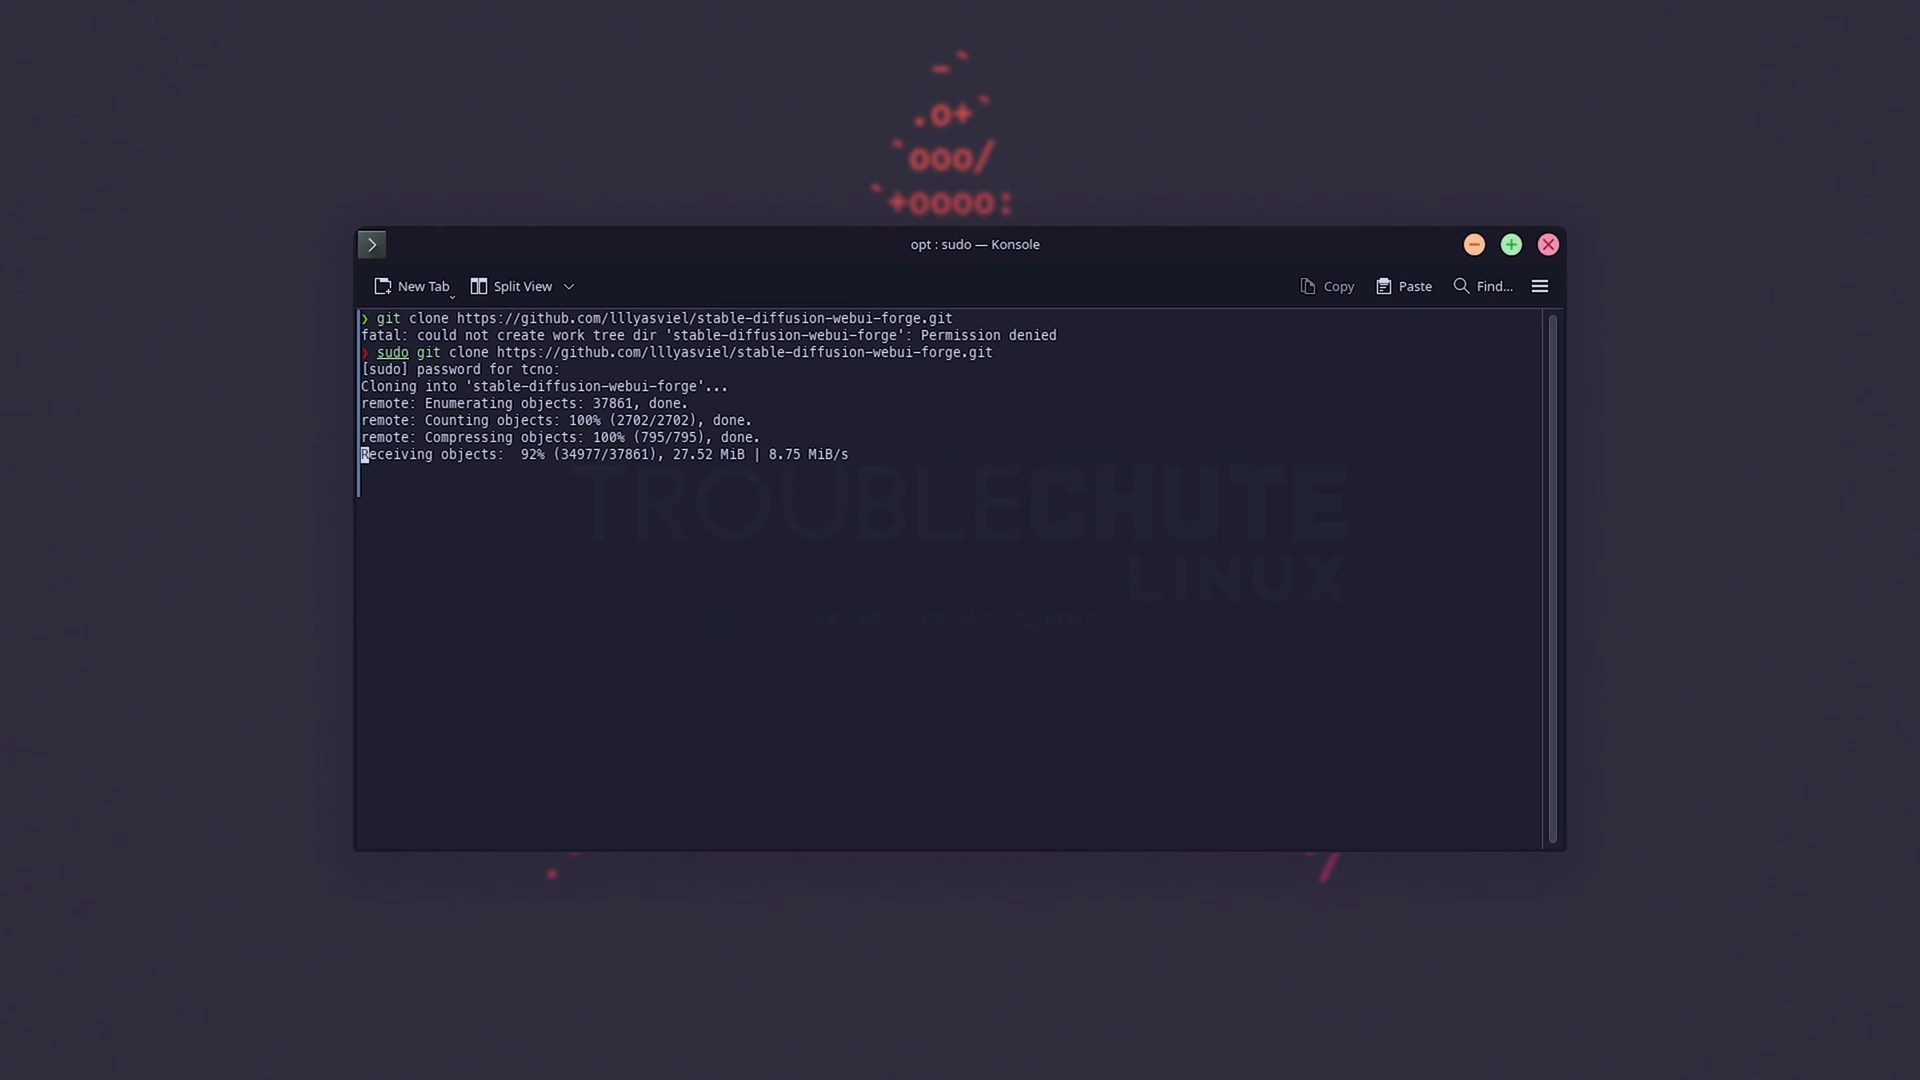 -`
.o+`
`ooo/
`+oooo:
opt : sudo — Konsole
New Tab Split View Copy Paste Find...
❯ git clone https://github.com/lllyasviel/stable-diffusion-webui-forge.git
fatal: could not create work tree dir 'stable-diffusion-webui-forge': Permission denied
❯ sudo git clone https://github.com/lllyasviel/stable-diffusion-webui-forge.git
[sudo] password for tcno:
Cloning into 'stable-diffusion-webui-forge'...
remote: Enumerating objects: 37861, done.
remote: Counting objects: 100% (2702/2702), done.
remote: Compressing objects: 100% (795/795), done.
Receiving objects:  92% (34977/37861), 27.52 MiB | 8.75 MiB/s
TROUBLECHUTE
LINUX